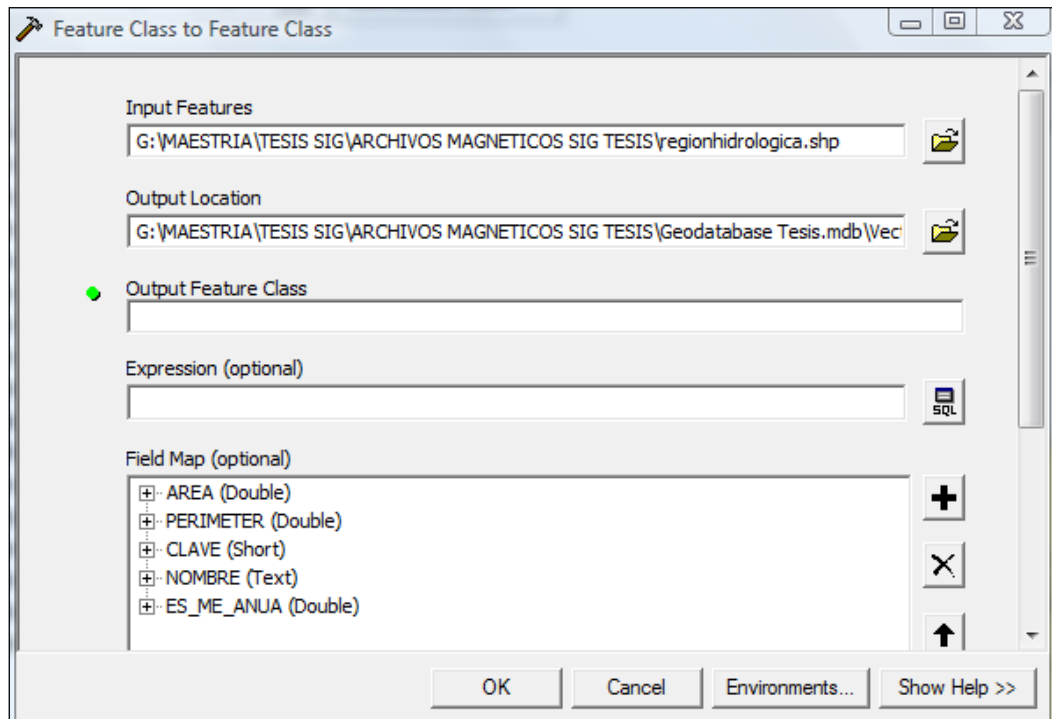 Feature Class to Feature Class
Input Features
G:\MAESTRIA\TESIS SIG\ARCHIVOS MAGNETICOS SIG TESIS\regionhidrologica.shp
Output Location
G:\MAESTRIA\TESIS SIG\ARCHIVOS MAGNETICOS SIG TESIS\Geodatabase Tesis.mdb\Vec
Output Feature Class
Expression (optional)
SQL
Field Map (optional)
AREA (Double)
PERIMETER (Double)
CLAVE (Short)
NOMBRE (Text)
ES_ME_ANUA (Double)
OK
Cancel
Environments...
Show Help >>